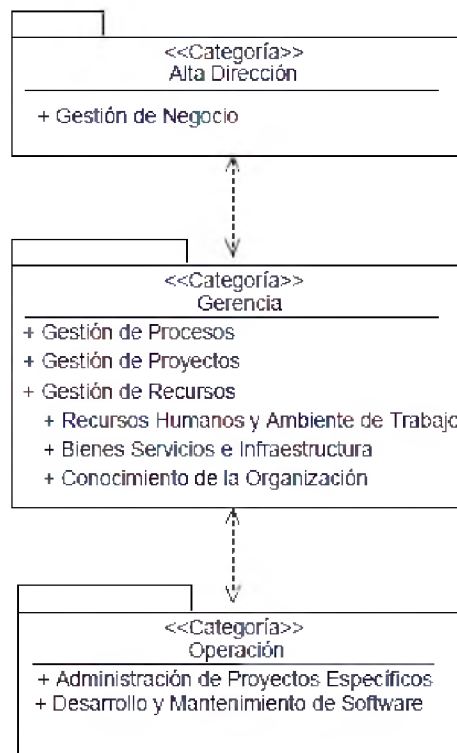 <<Categoría>>
Alta Dirección
+ Gestión de Negocio
<<Categoría>>
Gerencia
+ Gestión de Procesos
+ Gestión de Proyectos
+ Gestión de Recursos
+ Recursos Humanos y Ambiente de Trabajo
+ Bienes Servicios e Infraestructura
+ Conocimiento de la Organización
<<Categoría>>
Operación
+ Administración de Proyectos Específicos
+ Desarrollo y Mantenimiento de Software